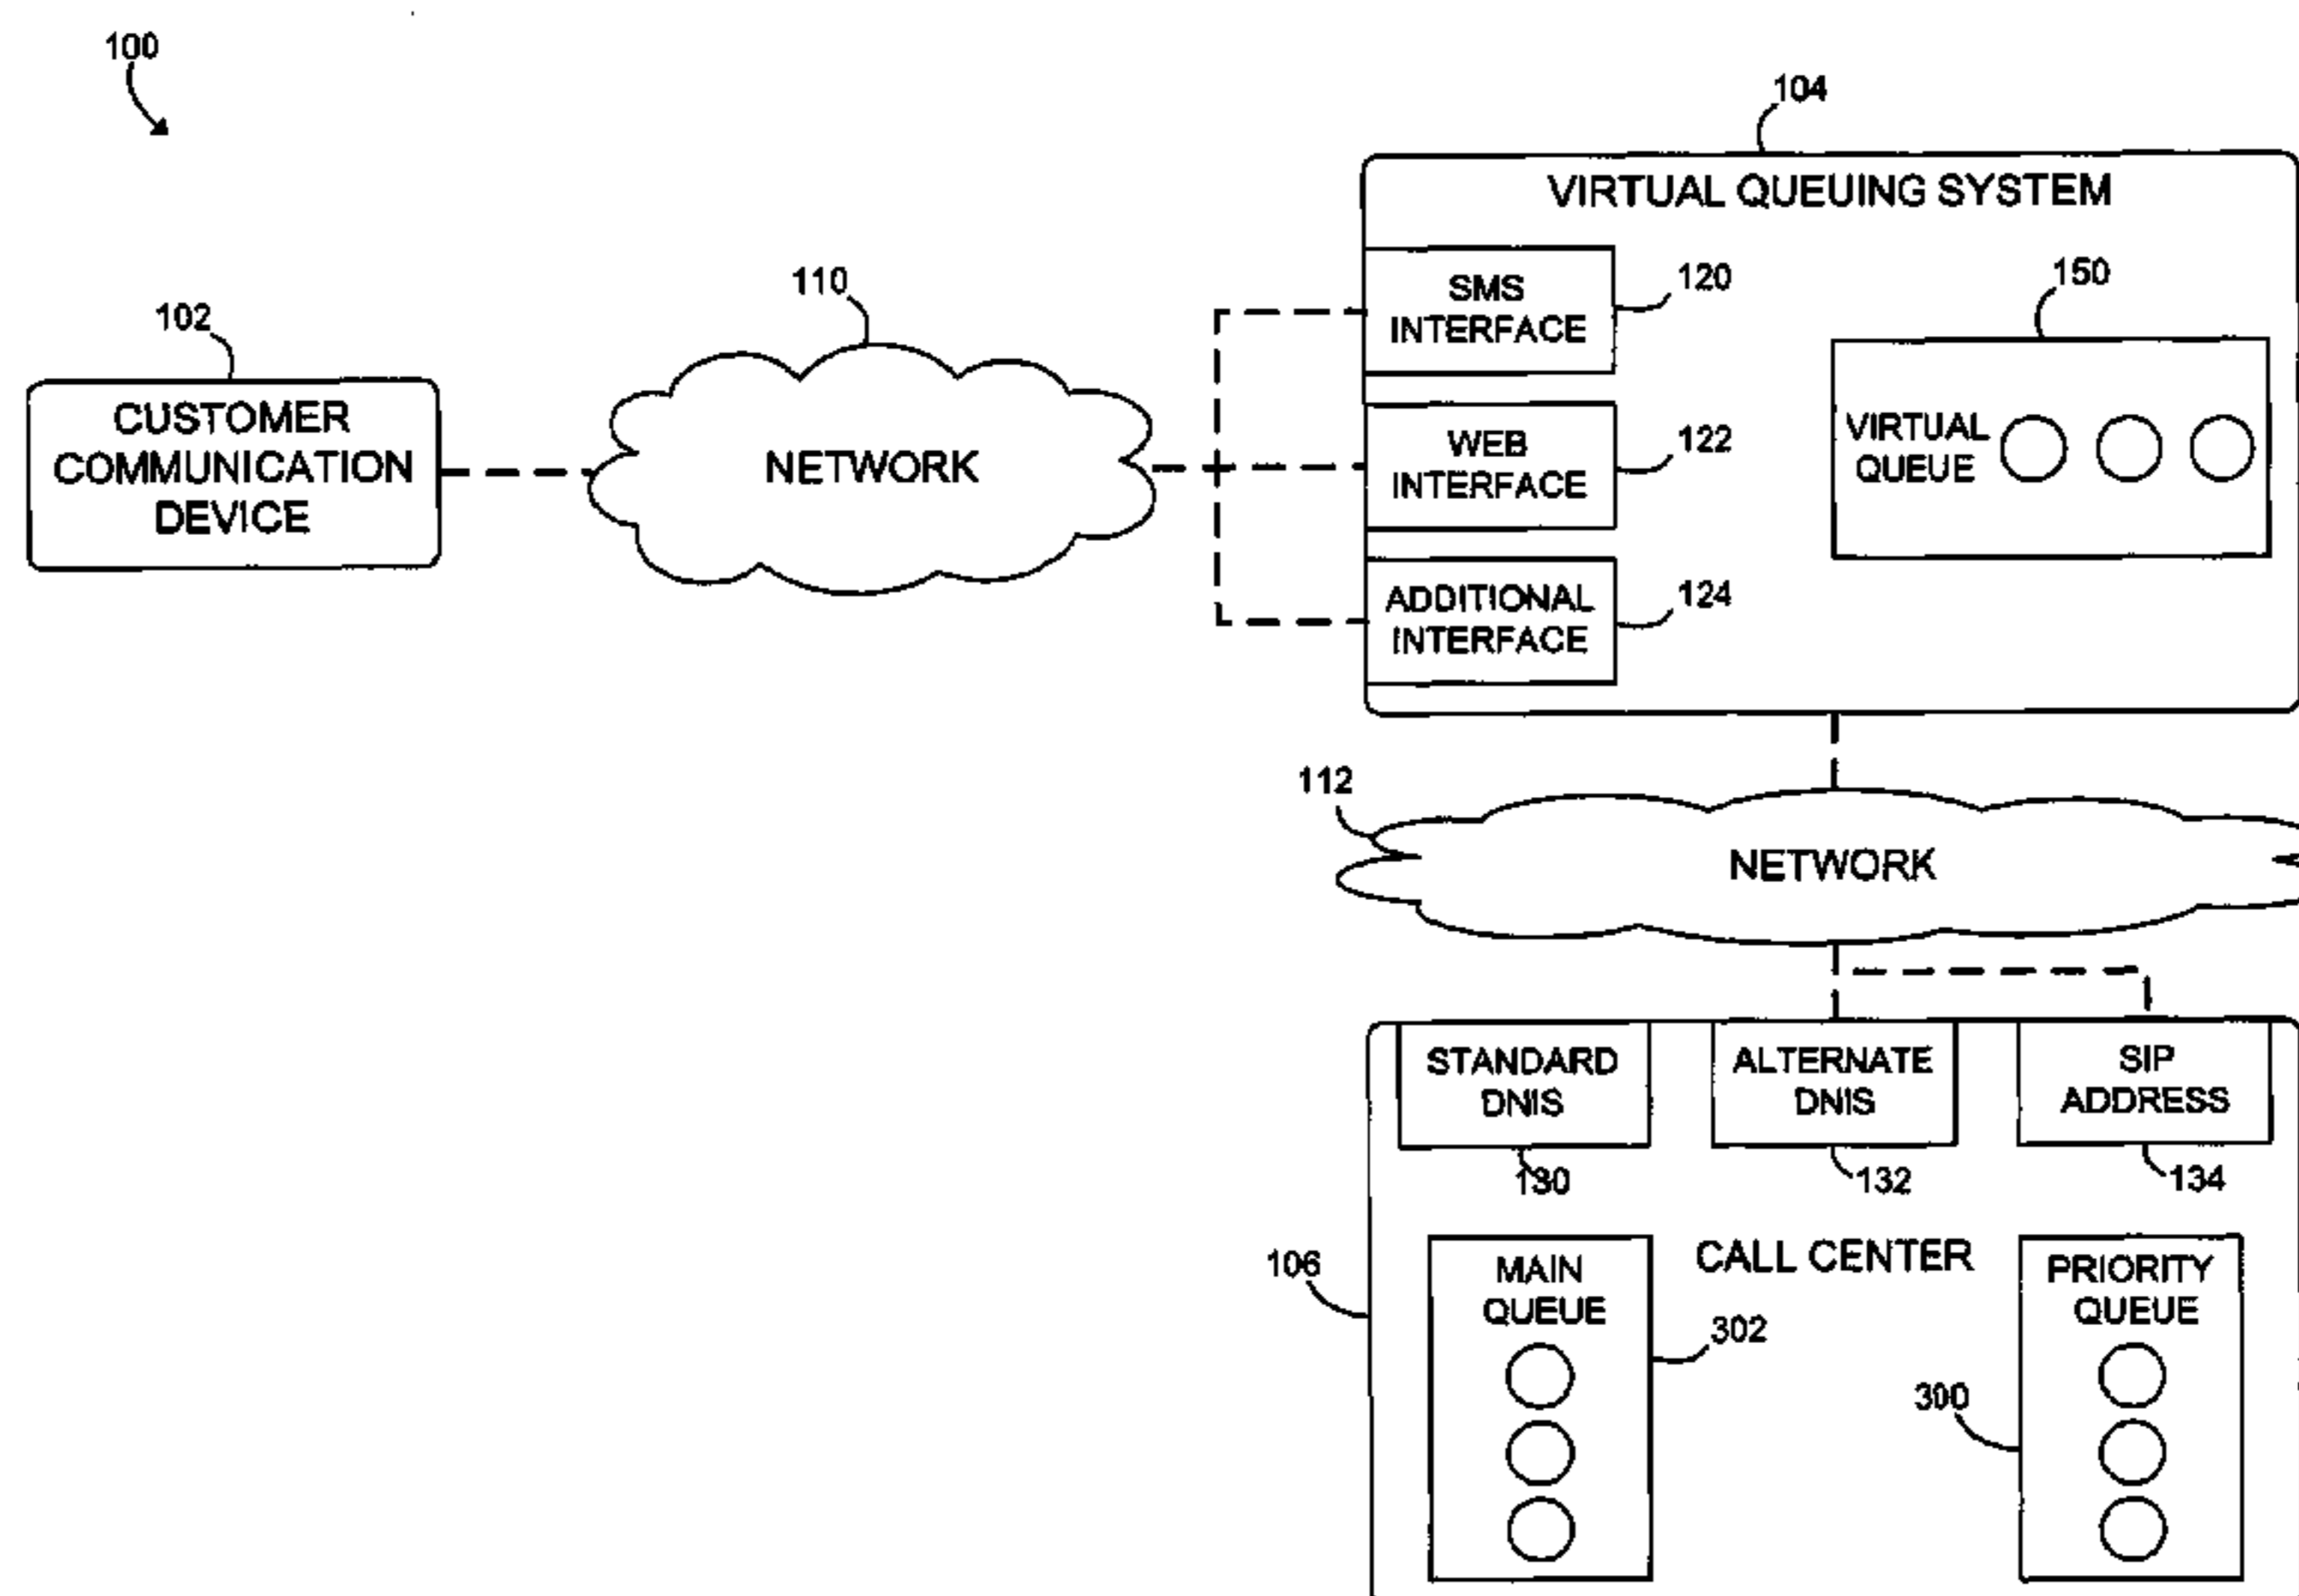 100
104
VIRTUAL QUEUING SYSTEM
110
SMS
INTERFACE
120
150
102
CUSTOMER
COMMUNICATION
DEVICE
NETWORK
WEB
INTERFACE
122
VIRTUAL
QUEUE
ADDITIONAL
INTERFACE
124
112
NETWORK
STANDARD
DNIS
ALTERNATE
DNIS
SIP
ADDRESS
130
132
134
106
CALL CENTER
MAIN
QUEUE
302
PRIORITY
QUEUE
300